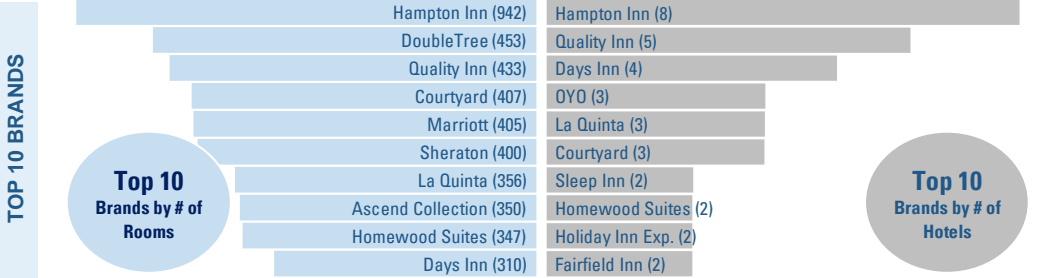 TOP 10 BRANDS
Hampton Inn (942)
DoubleTree (453)
Quality Inn (433)
Courtyard (407)
Marriott (405)
Sheraton (400)
La Quinta (356)
Ascend Collection (350)
Homewood Suites (347)
Days Inn (310)
Top 10
Brands by # of
Rooms
Hampton Inn (8)
Quality Inn (5)
Days Inn (4)
OYO (3)
La Quinta (3)
Courtyard (3)
Sleep Inn (2)
Homewood Suites (2)
Holiday Inn Exp. (2)
Fairfield Inn (2)
Top 10
Brands by # of
Hotels